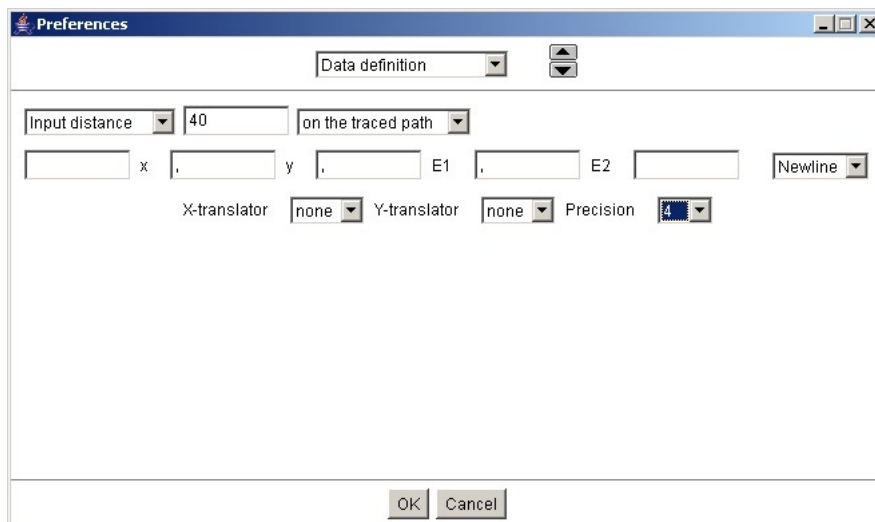 Preferences
Data definition
Input distance 40 on the traced path
x , y , E1 , E2 Newline
X-translator none Y-translator none Precision 4
OK Cancel